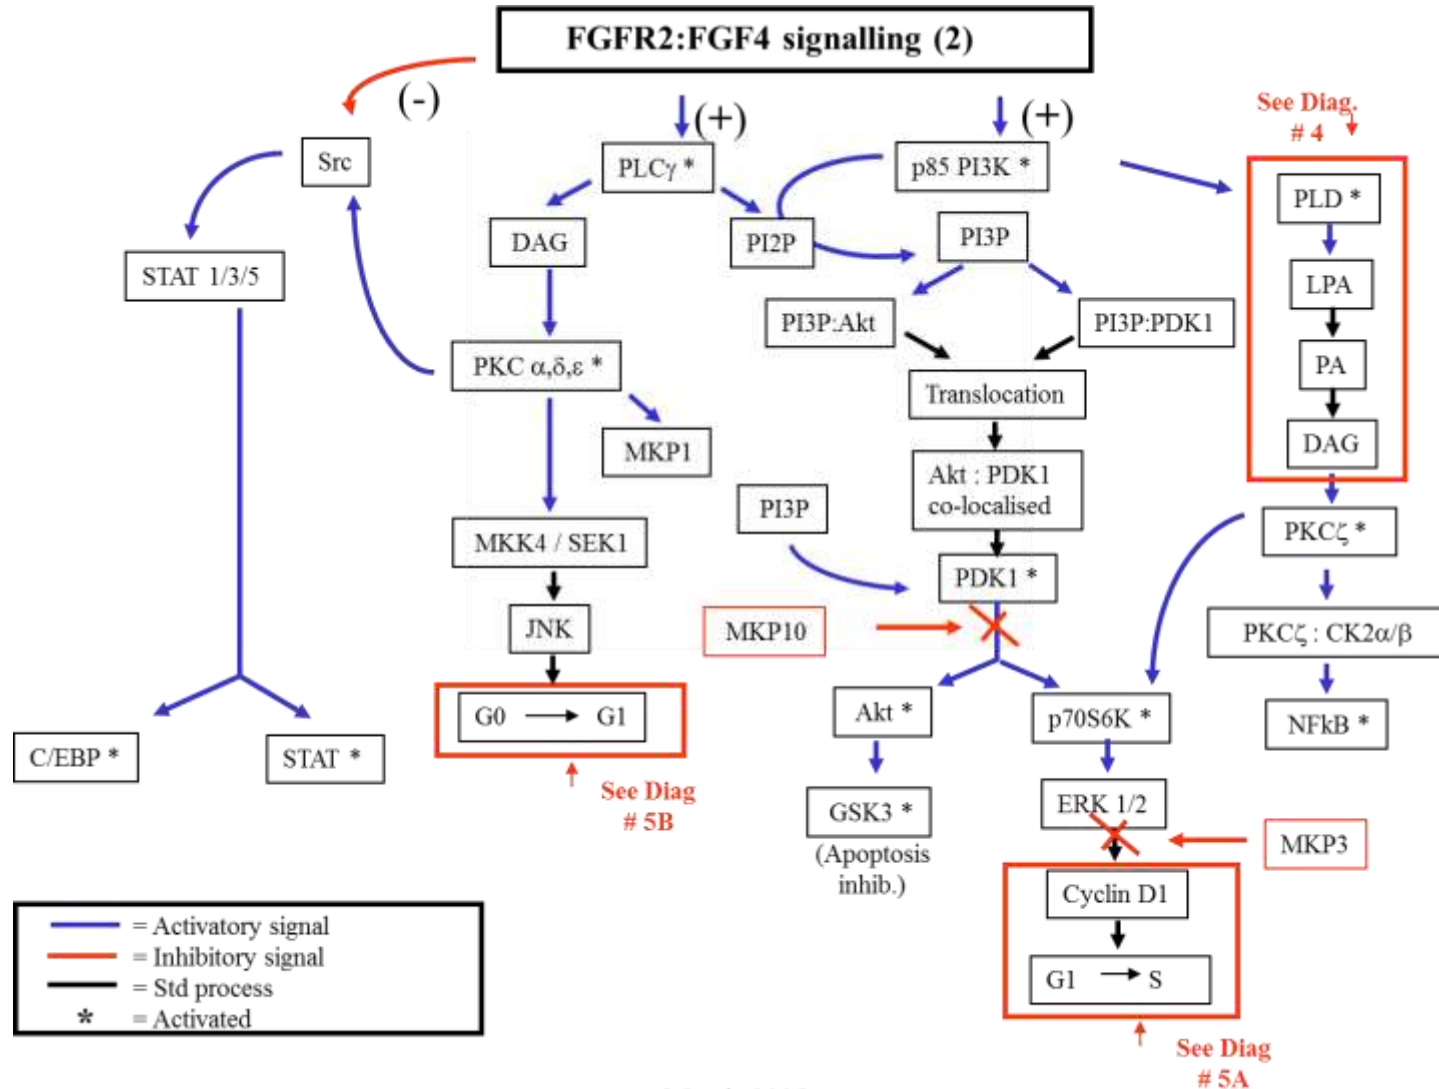 FGFR2:FGF4 signalling (2)
(-)
(+)
(+)
See Diag.
# 4
Src
PLCγ *
p85 PI3K *
PLD *
DAG
PI2P
PI3P
STAT 1/3/5
LPA
PI3P:Akt
PI3P:PDK1
PA
PKC α,δ,ε *
Translocation
MKP1
DAG
Akt : PDK1
co-localised
PI3P
PKCζ *
MKK4 / SEK1
PDK1 *
JNK
MKP10
PKCζ : CK2α/β
G0 → G1
Akt *
p70S6K *
NFkB *
C/EBP *
STAT *
See Diag
# 5B
GSK3 *
(Apoptosis
inhib.)
ERK 1/2
MKP3
Cyclin D1
G1 → S
See Diag
# 5A
= Activatory signal
= Inhibitory signal
= Std process
* = Activated